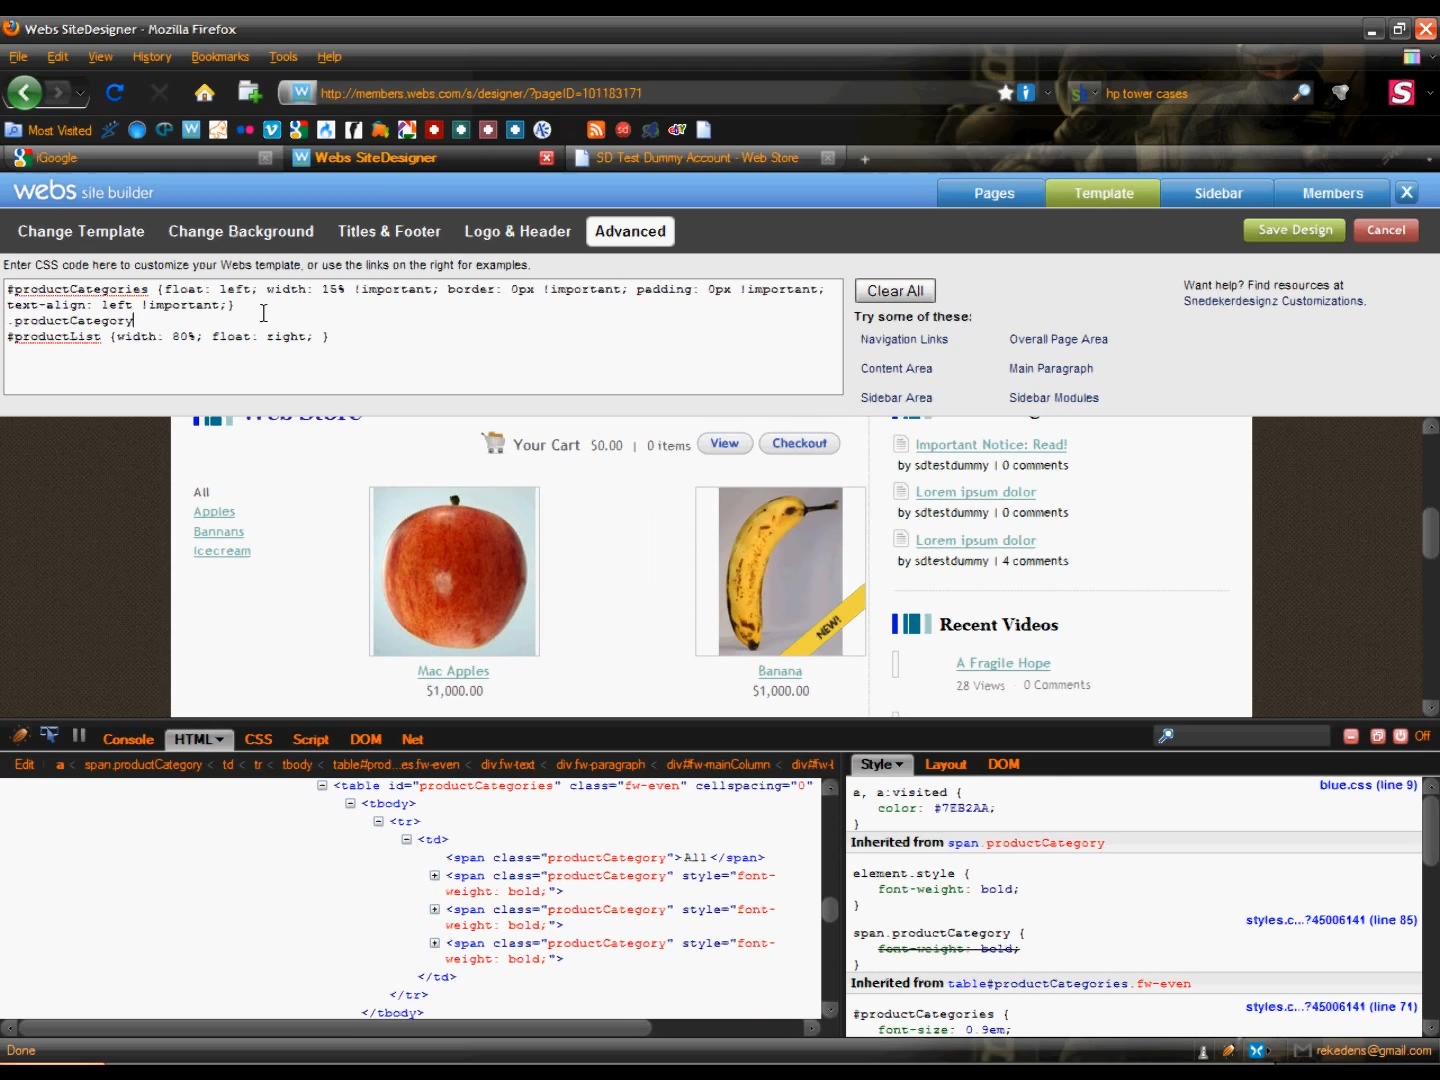 Webs SiteDesigner - Mozilla Firefox
File Edit View History Bookmarks Tools Help
http://members.webs.com/s/designer/?pageID=101183171
hp tower cases
Most Visited
iGoogle
Webs SiteDesigner
SD Test Dummy Account - Web Store
webs site builder
Pages Template Sidebar Members X
Change Template Change Background Titles & Footer Logo & Header Advanced
Save Design Cancel
Enter CSS code here to customize your Webs template, or use the links on the right for examples.
#productCategories {float: left; width: 15% !important; border: 0px !important; padding: 0px !important;
text-align: left !important;}
.productCategory
#productList {width: 80%; float: right; }
Clear All
Try some of these:
Navigation Links Overall Page Area
Content Area Main Paragraph
Sidebar Area Sidebar Modules
Want help? Find resources at
Snedekerdesignz Customizations.
Web Store
Your Cart $0.00 | 0 items View Checkout
All
Apples
Bannans
Icecream
NEW!
Mac Apples
$1,000.00
Banana
$1,000.00
Important Notice: Read!
by sdtestdummy | 0 comments
Lorem ipsum dolor
by sdtestdummy | 0 comments
Lorem ipsum dolor
by sdtestdummy | 4 comments
Recent Videos
A Fragile Hope
28 Views · 0 Comments
Console HTML CSS Script DOM Net
Off
Edit a < span.productCategory < td < tr < tbody < table#prod...es.fw-even < div.fw-text < div.fw-paragraph < div#fw-mainColumn < div#fw-l
Style Layout DOM
<table id="productCategories" class="fw-even" cellspacing="0"
<tbody>
<tr>
<td>
<span class="productCategory">All</span>
<span class="productCategory" style="font-
weight: bold;">
<span class="productCategory" style="font-
weight: bold;">
<span class="productCategory" style="font-
weight: bold;">
</td>
</tr>
</tbody>
a, a:visited { blue.css (line 9)
color: #7EB2AA;
}
Inherited from span.productCategory
element.style {
font-weight: bold;
}
styles.c...?45006141 (line 85)
span.productCategory {
font-weight: bold;
}
Inherited from table#productCategories.fw-even
styles.c...?45006141 (line 71)
#productCategories {
font-size: 0.9em;
Done
rekedens@gmail.com